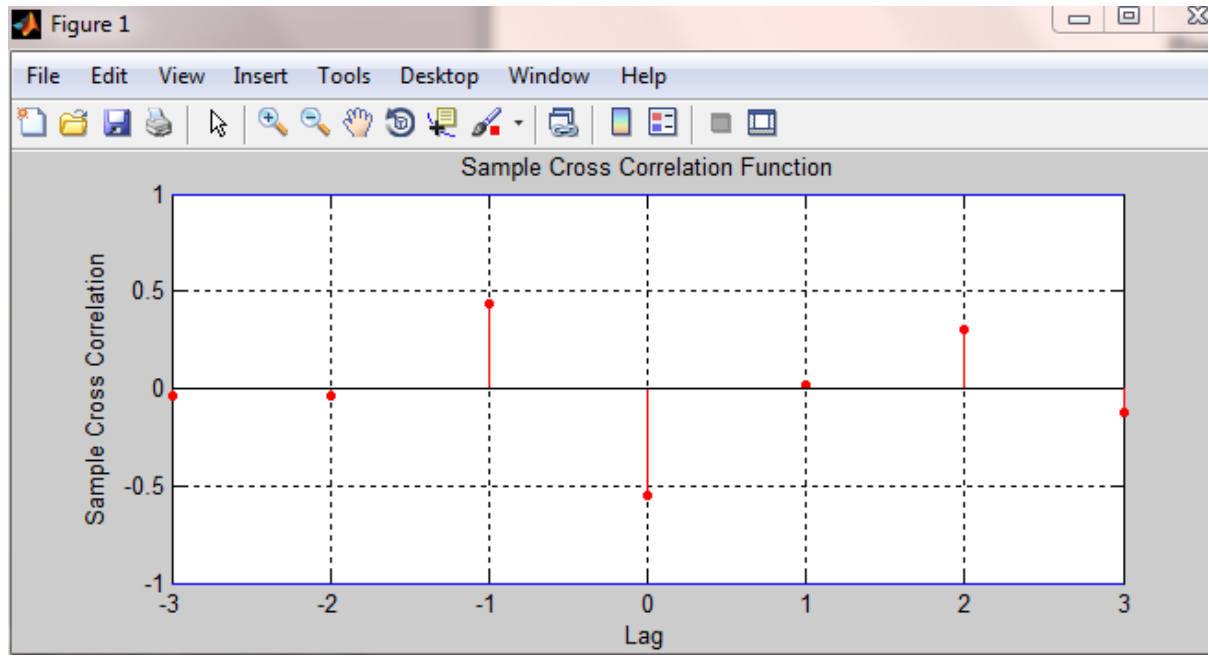 Figure 1
File Edit View Insert Tools Desktop Window Help
Sample Cross Correlation Function
1
0.5
0
-0.5
-1
Sample Cross Correlation
-3 -2 -1 0 1 2 3
Lag